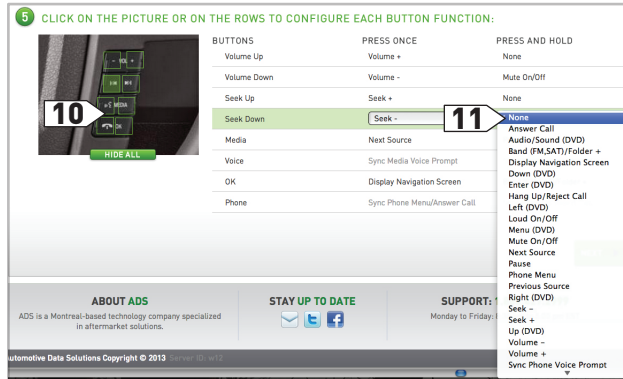 5 CLICK ON THE PICTURE OR ON THE ROWS TO CONFIGURE EACH BUTTON FUNCTION:
BUTTONS PRESS ONCE PRESS AND HOLD
Volume Up Volume + None
Volume Down Volume - Mute On/Off
Seek Up Seek + None
Seek Down Seek -
Media Next Source
Voice Sync Media Voice Prompt
OK Display Navigation Screen
Phone Sync Phone Menu/Answer Call
- VOL +
MEDIA
OK
10
HIDE ALL
11
None
Answer Call
Audio/Sound (DVD)
Band (FM,SAT)/Folder +
Display Navigation Screen
Down (DVD)
Enter (DVD)
Hang Up/Reject Call
Left (DVD)
Loud On/Off
Menu (DVD)
Mute On/Off
Next Source
Pause
Phone Menu
Previous Source
Right (DVD)
Seek -
Seek +
Up (DVD)
Volume -
Volume +
Sync Phone Voice Prompt
ABOUT ADS
ADS is a Montreal-based technology company specialized
in aftermarket solutions.
STAY UP TO DATE
SUPPORT:
Monday to Friday:
utomotive Data Solutions Copyright © 2013 Server ID: w12